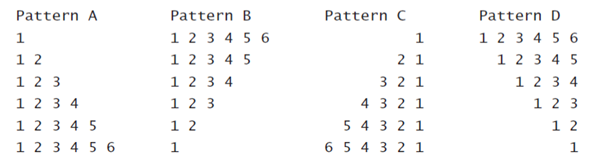 Pattern A Pattern B Pattern C Pattern D
1 1 2 3 4 5 6 1 1 2 3 4 5 6
1 2 1 2 3 4 5 2 1 1 2 3 4 5
1 2 3 1 2 3 4 3 2 1 1 2 3 4
1 2 3 4 1 2 3 4 3 2 1 1 2 3
1 2 3 4 5 1 2 5 4 3 2 1 1 2
1 2 3 4 5 6 1 6 5 4 3 2 1 1